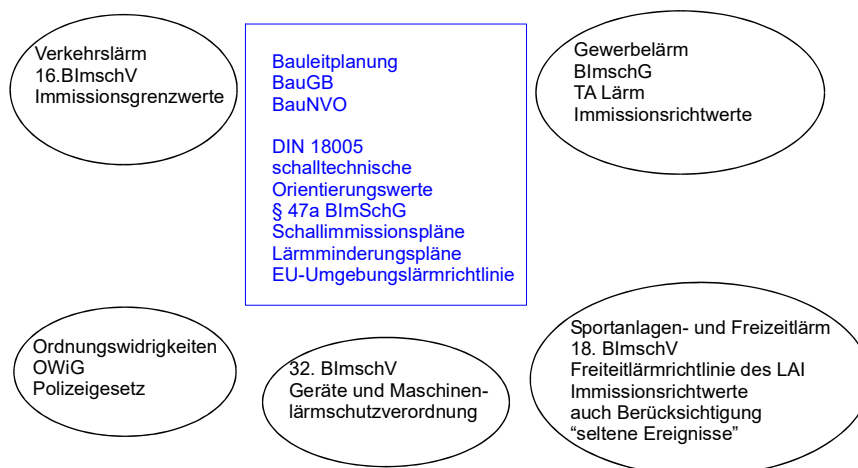 Verkehrslärm
16.BImschV
Immissionsgrenzwerte
Bauleitplanung
BauGB
BauNVO
DIN 18005
schalltechnische
Orientierungswerte
§ 47a BImSchG
Schallimmissionspläne
Lärmminderungspläne
EU-Umgebungslärmrichtlinie
Gewerbelärm
BImschG
TA Lärm
Immissionsrichtwerte
Ordnungswidrigkeiten
OWiG
Polizeigesetz
32. BImschV
Geräte und Maschinen-
lärmschutzverordnung
Sportanlagen- und Freizeitlärm
18. BImschV
Freiteitlärmrichtlinie des LAI
Immissionsrichtwerte
auch Berücksichtigung
“seltene Ereignisse”